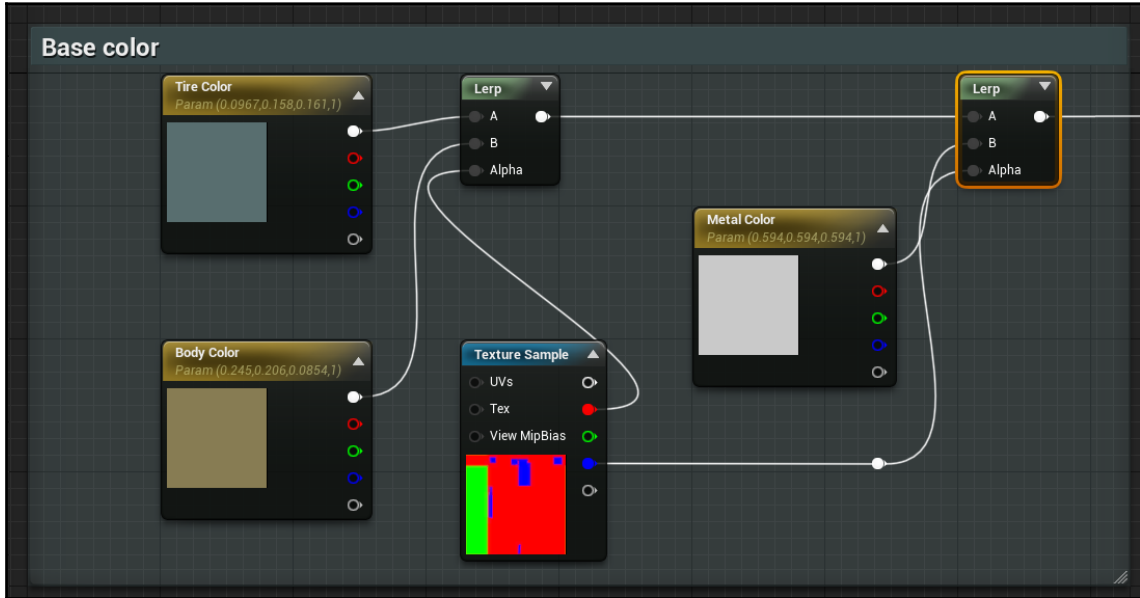 Base color
Tire Color
Param (0.0967,0.158,0.161,1)
Lerp
A
B
Alpha
Lerp
A
B
Alpha
Metal Color
Param (0.594,0.594,0.594,1)
Body Color
Param (0.245,0.206,0.0854,1)
Texture Sample
UVs
Tex
View MipBias